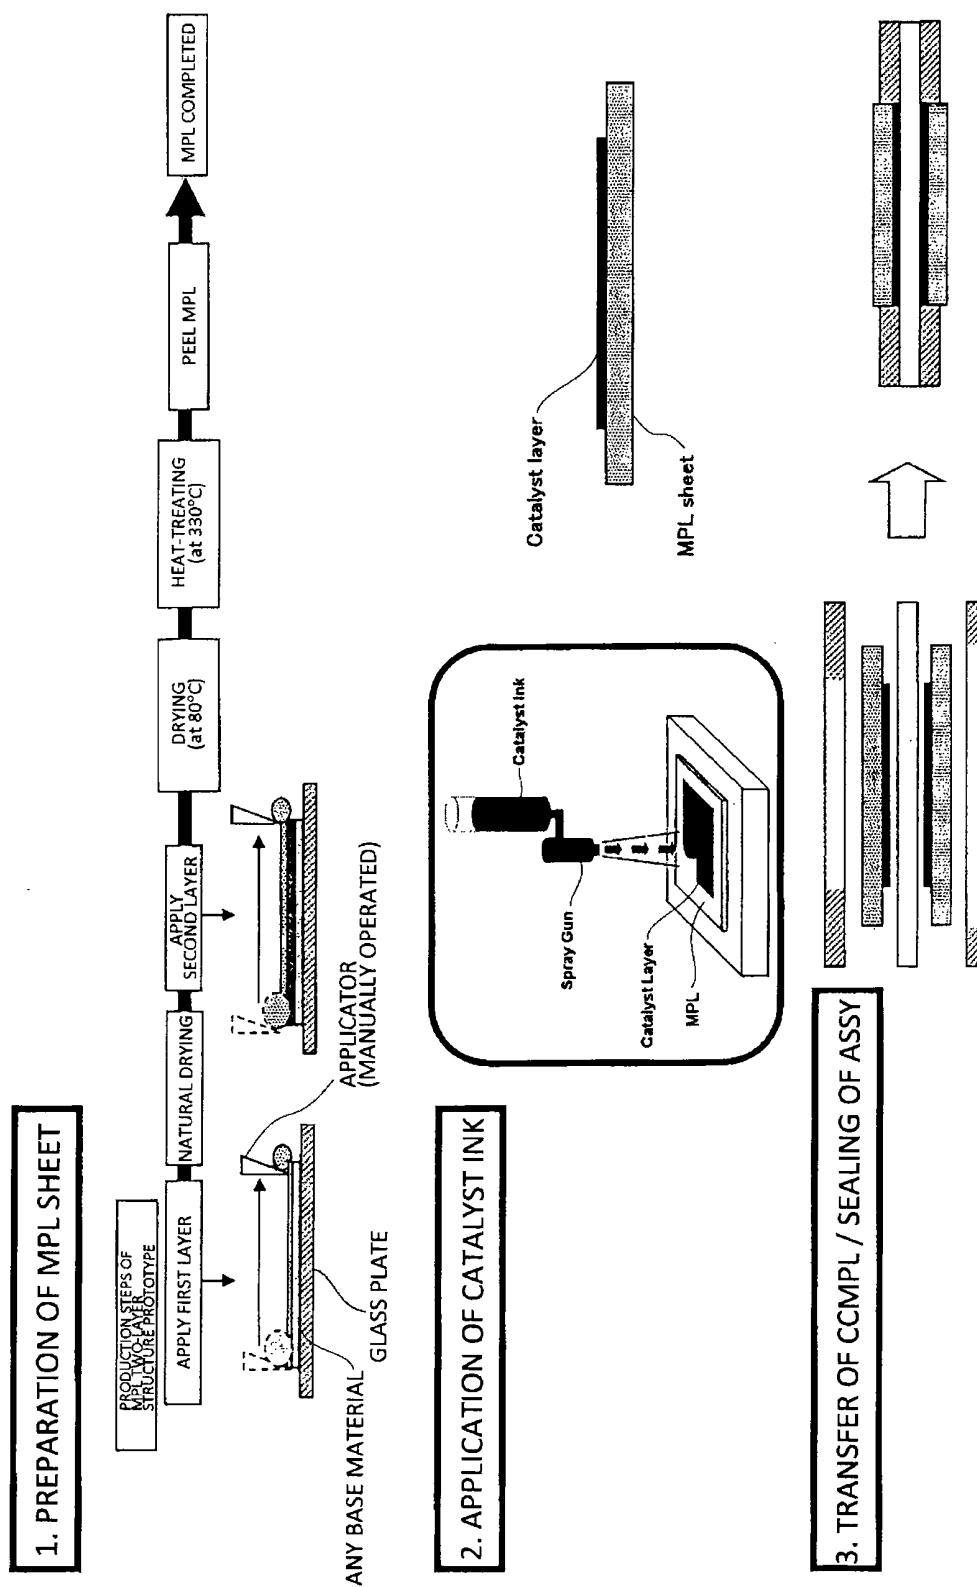 1. PREPARATION OF MPL SHEET
PRODUCTION STEPS OF
MPL TWO-LAYER
STRUCTURE PROTOTYPE
APPLY FIRST LAYER
NATURAL DRYING
APPLY
SECOND LAYER
DRYING
(at 80°C)
HEAT-TREATING
(at 330°C)
PEEL MPL
MPL COMPLETED
ANY BASE MATERIAL
GLASS PLATE
APPLICATOR
(MANUALLY OPERATED)
2. APPLICATION OF CATALYST INK
Spray Gun
Catalyst Ink
Catalyst Layer
MPL
Catalyst layer
MPL sheet
3. TRANSFER OF CCMPL / SEALING OF ASSY